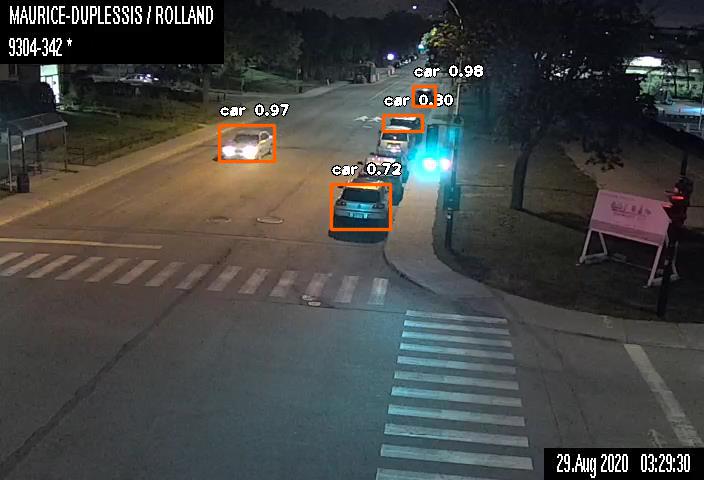 MAURICE-DUPLESSIS / ROLLAND
9304-342 *
car 0.98
car 0.80
car 0.97
car 0.72
29.Aug 2020 03:29:30